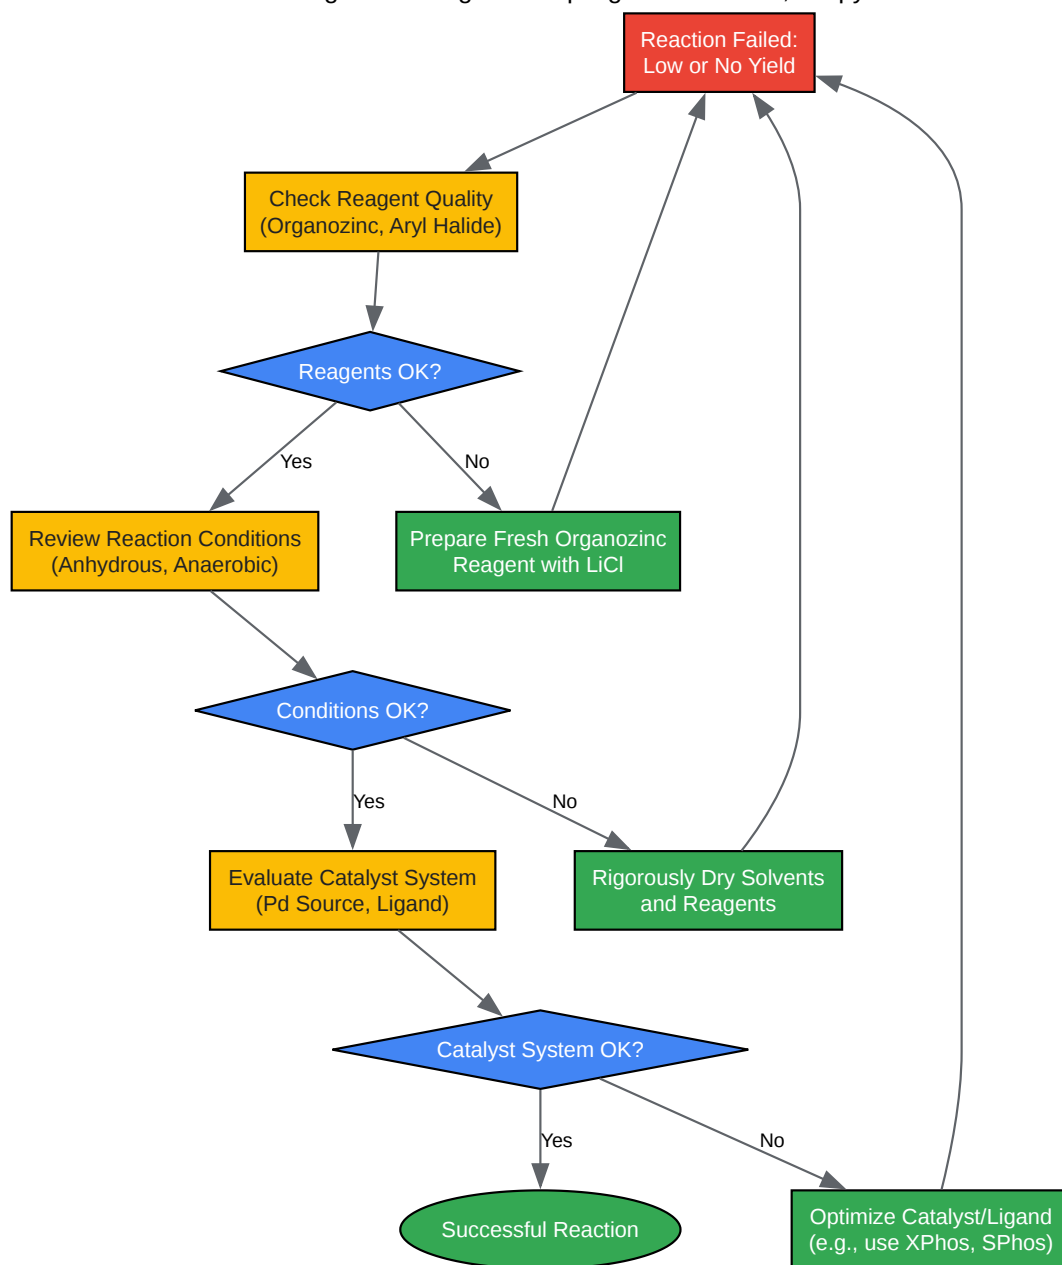 Reaction Failed:
Low or No Yield
Check Reagent Quality
(Organozinc, Aryl Halide)
Reagents OK?
Yes
No
Review Reaction Conditions
(Anhydrous, Anaerobic)
Prepare Fresh Organozinc
Reagent with LiCl
Conditions OK?
Yes
No
Evaluate Catalyst System
(Pd Source, Ligand)
Rigorously Dry Solvents
and Reagents
Catalyst System OK?
Yes
No
Successful Reaction
Optimize Catalyst/Ligand
(e.g., use XPhos, SPhos)